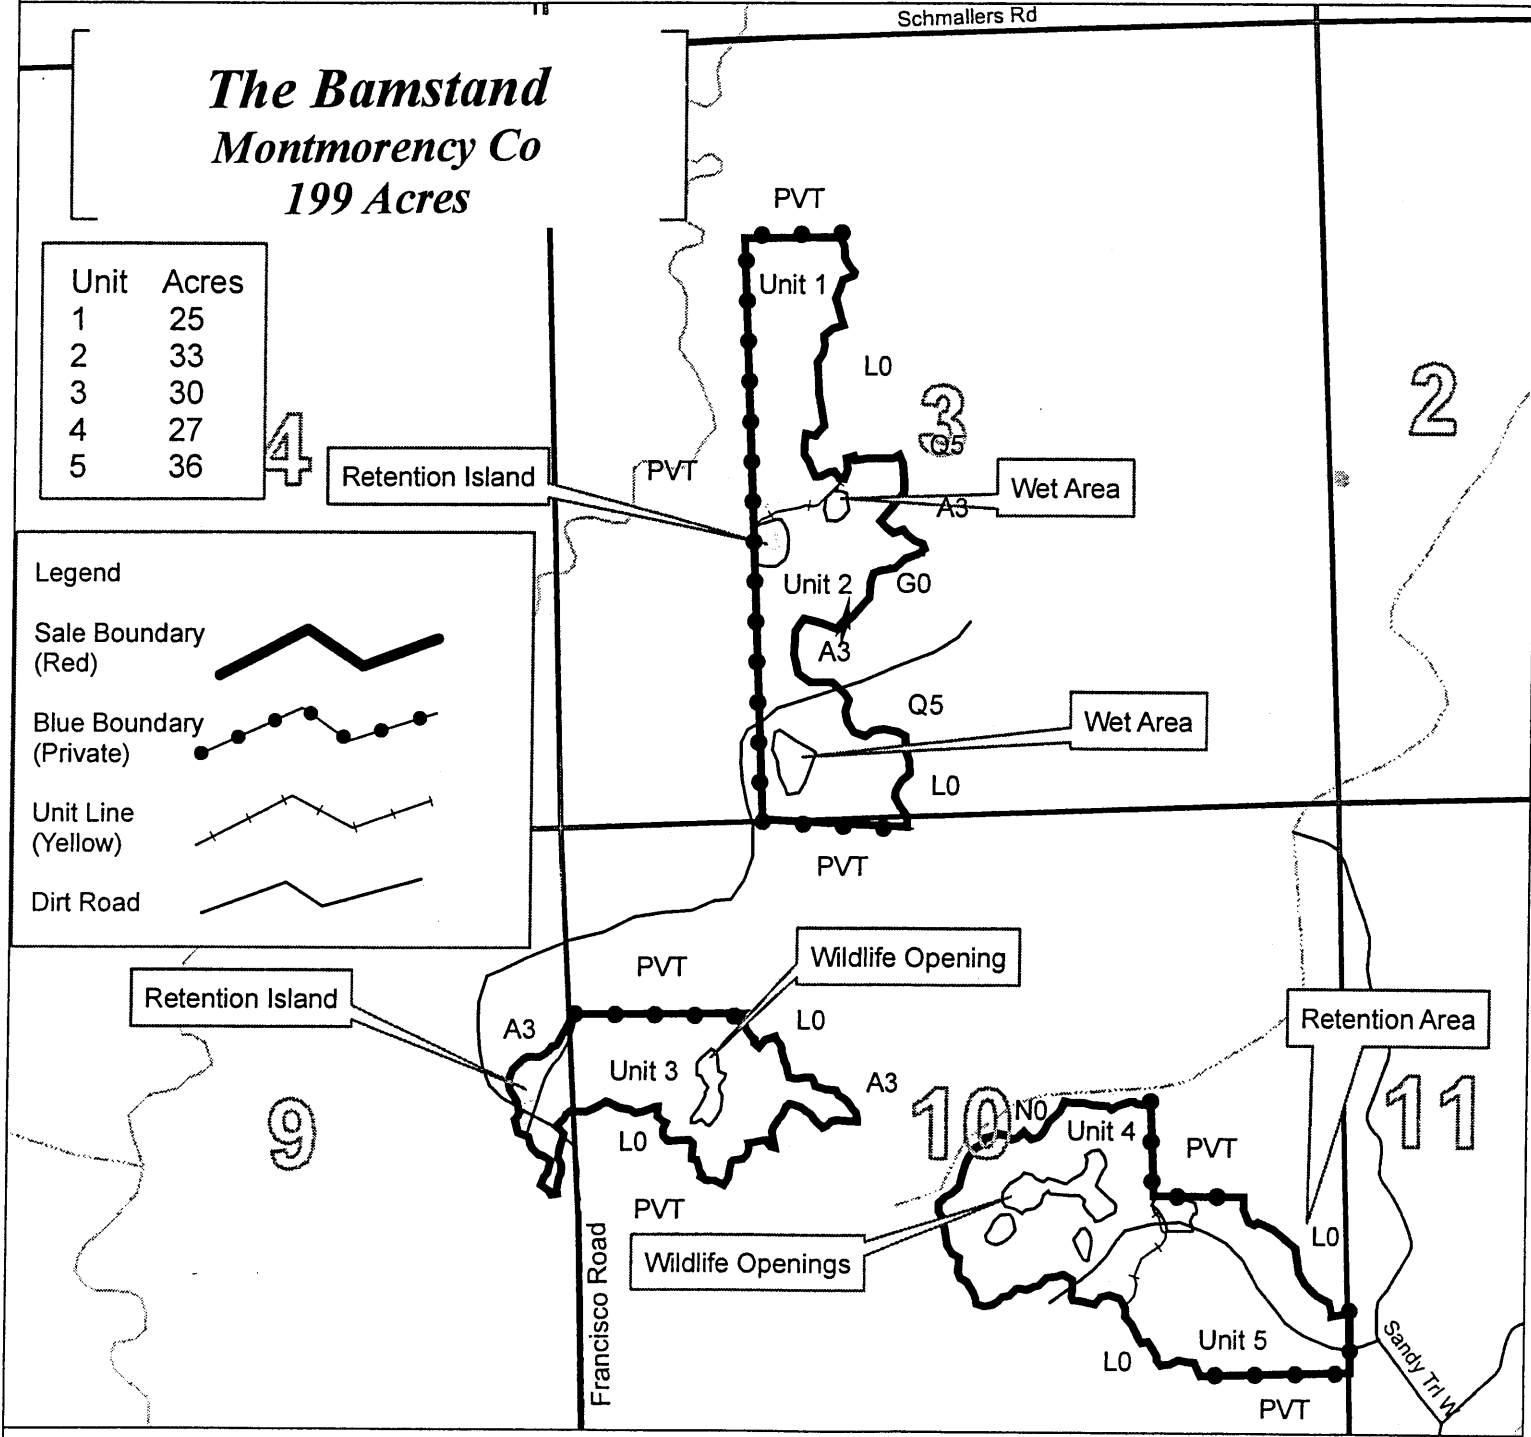 Schmallers Rd
The Bamstand
Montmorency Co
199 Acres
Unit Acres
1 25
2 33
3 30
4 27
5 36
Legend
Sale Boundary
(Red)
Blue Boundary
(Private)
Unit Line
(Yellow)
Dirt Road
PVT
Unit 1
L0
3
2
4
Q5
PVT
Retention Island
Wet Area
A3
Unit 2
G0
A3
Q5
Wet Area
L0
PVT
PVT
Wildlife Opening
Retention Island
A3
L0
Retention Area
Unit 3
A3
9
L0
10
N0
Unit 4
11
PVT
PVT
L0
Wildlife Openings
Francisco Road
Unit 5
L0
Sandy Trl W
PVT